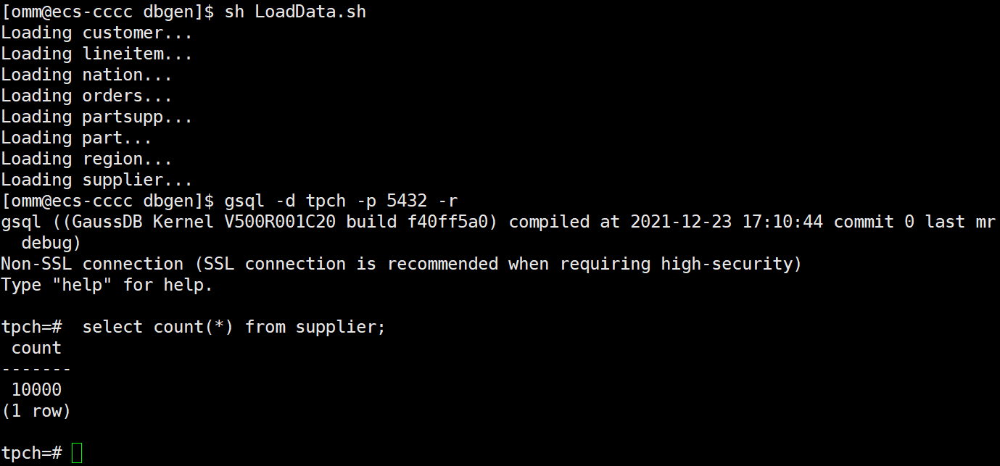 [omm@ecs-cccc dbgen]$ sh LoadData.sh
Loading customer...
Loading lineitem...
Loading nation...
Loading orders...
Loading partsupp...
Loading part...
Loading region...
Loading supplier...
[omm@ecs-cccc dbgen]$ gsql -d tpch -p 5432 -r
gsql ((GaussDB Kernel V500R001C20 build f40ff5a0) compiled at 2021-12-23 17:10:44 commit 0 last mr
  debug)
Non-SSL connection (SSL connection is recommended when requiring high-security)
Type "help" for help.
tpch=#  select count(*) from supplier;
 count
-------
 10000
(1 row)
tpch=#